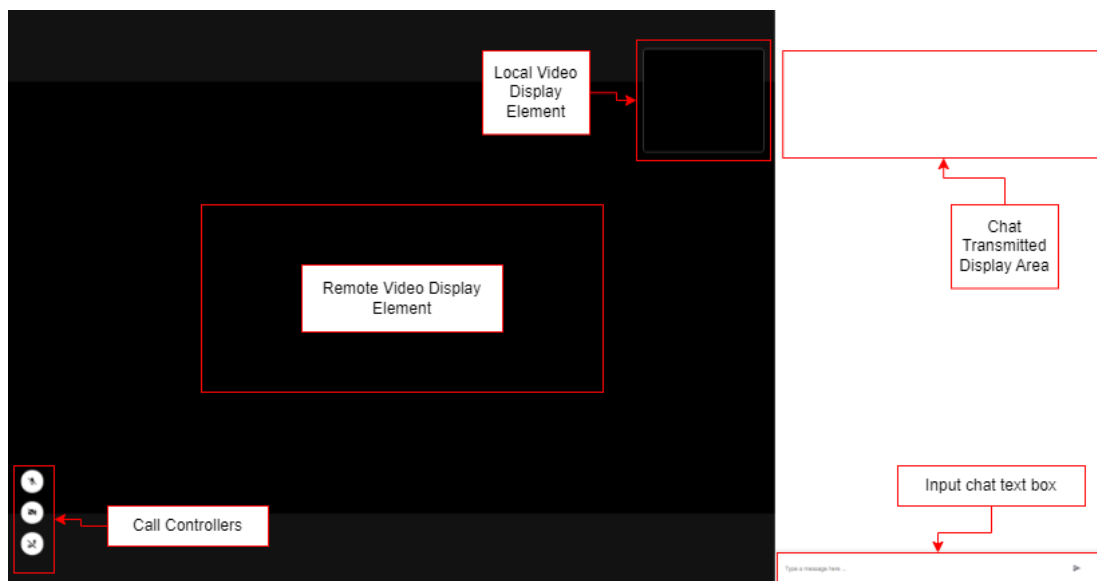 Local Video
Display
Element
Chat
Transmitted
Display Area
Remote Video Display
Element
Input chat text box
Call Controllers
Type a message here ...